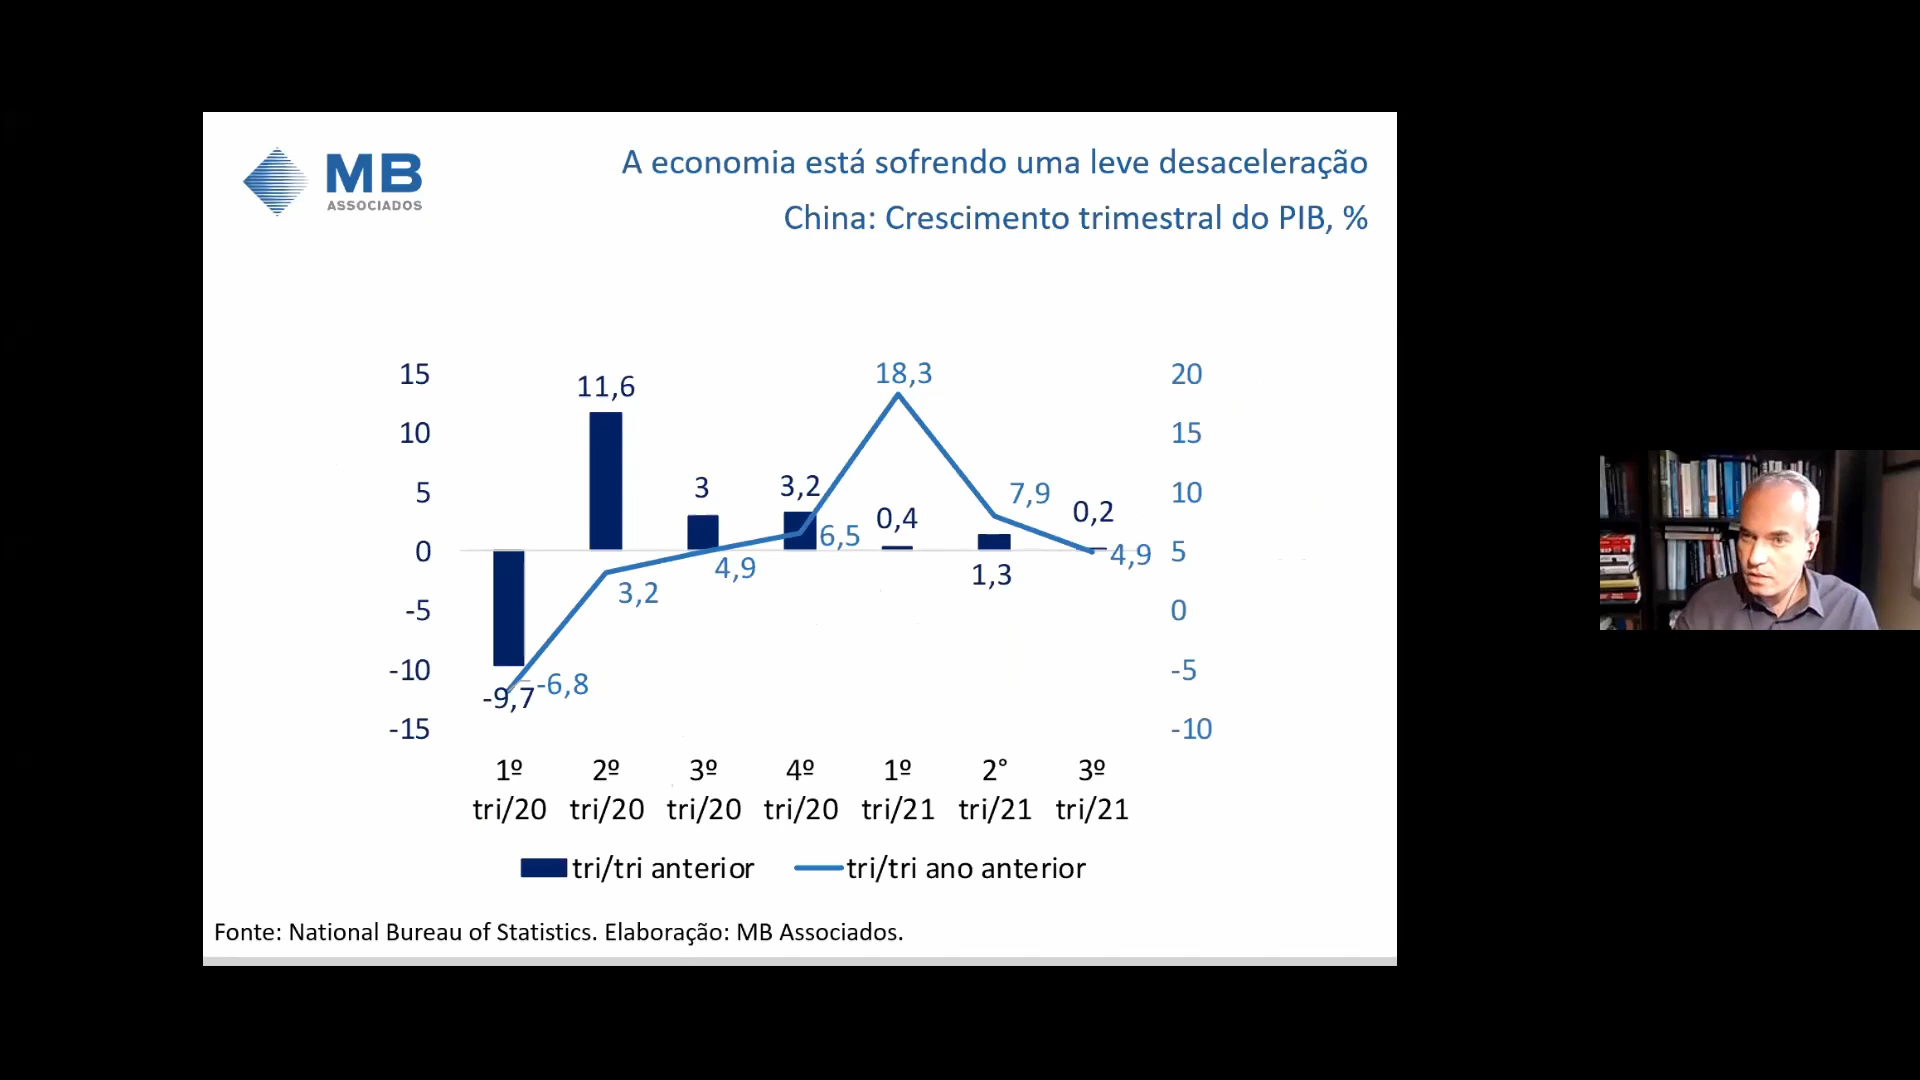 MB
ASSOCIADOS
A economia está sofrendo uma leve desaceleração
China: Crescimento trimestral do PIB, %
15
10
5
0
-5
-10
-15
-9,7
11,6
3
3,2
0,4
1,3
0,2
-6,8
3,2
4,9
6,5
18,3
7,9
4,9
20
15
10
5
0
-5
-10
1º tri/20
2º tri/20
3º tri/20
4º tri/20
1º tri/21
2° tri/21
3º tri/21
tri/tri anterior
tri/tri ano anterior
Fonte: National Bureau of Statistics. Elaboração: MB Associados.